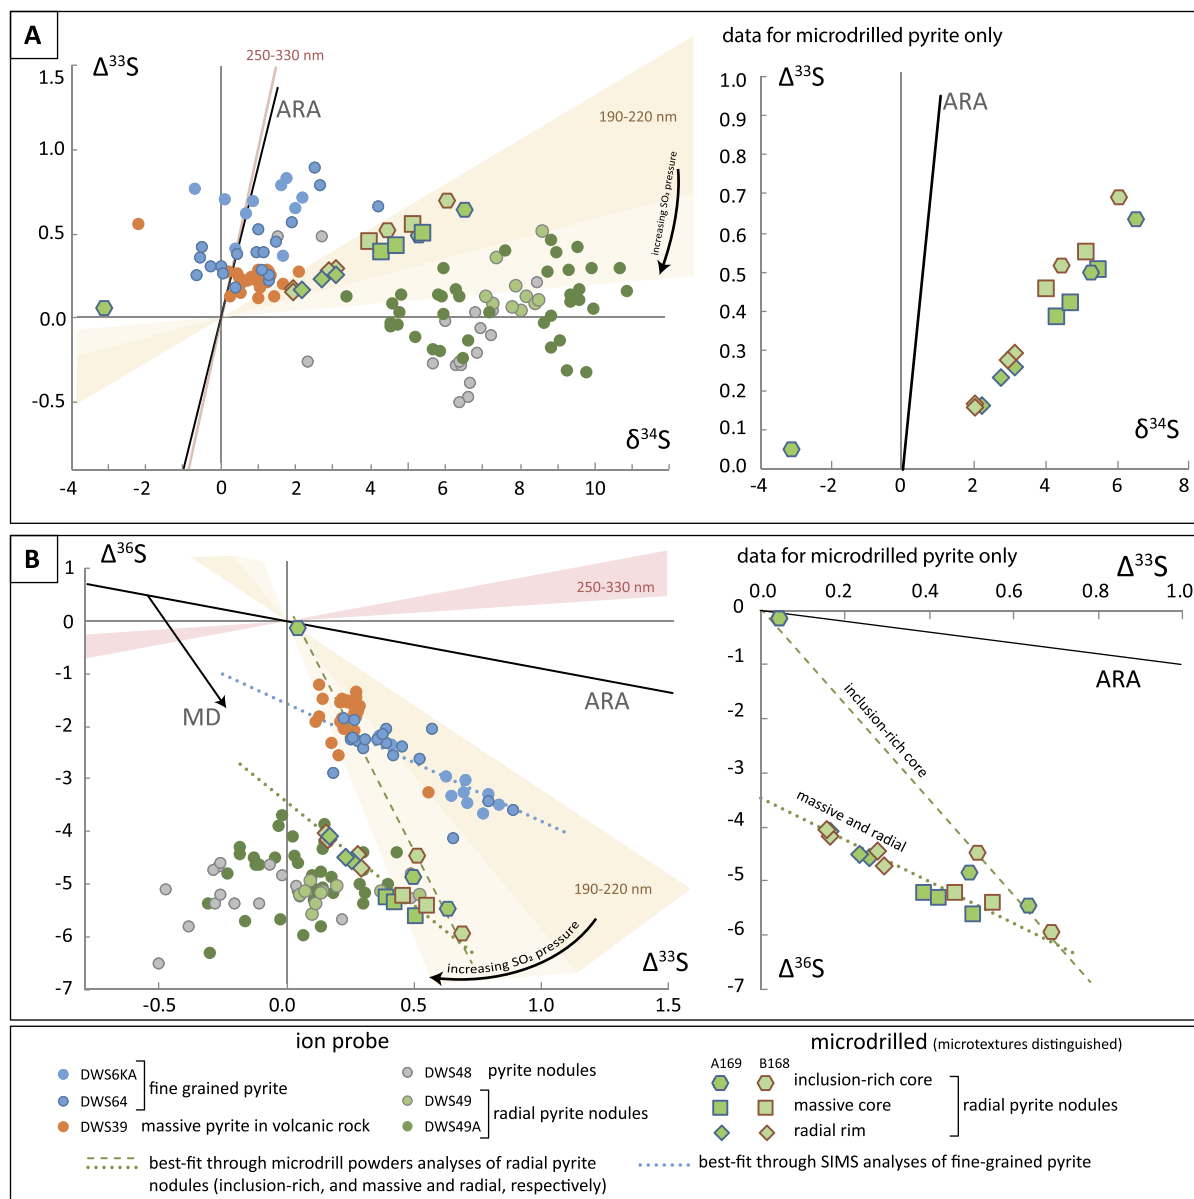 A
data for microdrilled pyrite only
Δ³³S
250-330 nm
ARA
190-220 nm
increasing SO₂ pressure
1.5
1.0
0.5
0.0
-0.5
δ³⁴S
-4 -2 0 2 4 6 8 10
Δ³³S
ARA
1.0
0.9
0.8
0.7
0.6
0.5
0.4
0.3
0.2
0.1
0.0
δ³⁴S
-4 -2 0 2 4 6 8
B
Δ³⁶S
data for microdrilled pyrite only
250-330 nm
ARA
MD
190-220 nm
increasing SO₂ pressure
Δ³³S
1
0
-1
-2
-3
-4
-5
-6
-7
-0.5 0.0 0.5 1.0 1.5
Δ³³S
0.0 0.2 0.4 0.6 0.8 1.0
0
-1
-2
-3
-4
-5
-6
-7
ARA
inclusion-rich core
massive and radial
Δ³⁶S
ion probe
DWS6KA
DWS64
fine grained pyrite
DWS39 massive pyrite in volcanic rock
DWS48 pyrite nodules
DWS49
DWS49A
radial pyrite nodules
microdrilled (microtextures distinguished)
A169 B168
inclusion-rich core
massive core
radial rim
radial pyrite nodules
best-fit through microdrill powders analyses of radial pyrite
nodules (inclusion-rich, and massive and radial, respectively)
best-fit through SIMS analyses of fine-grained pyrite